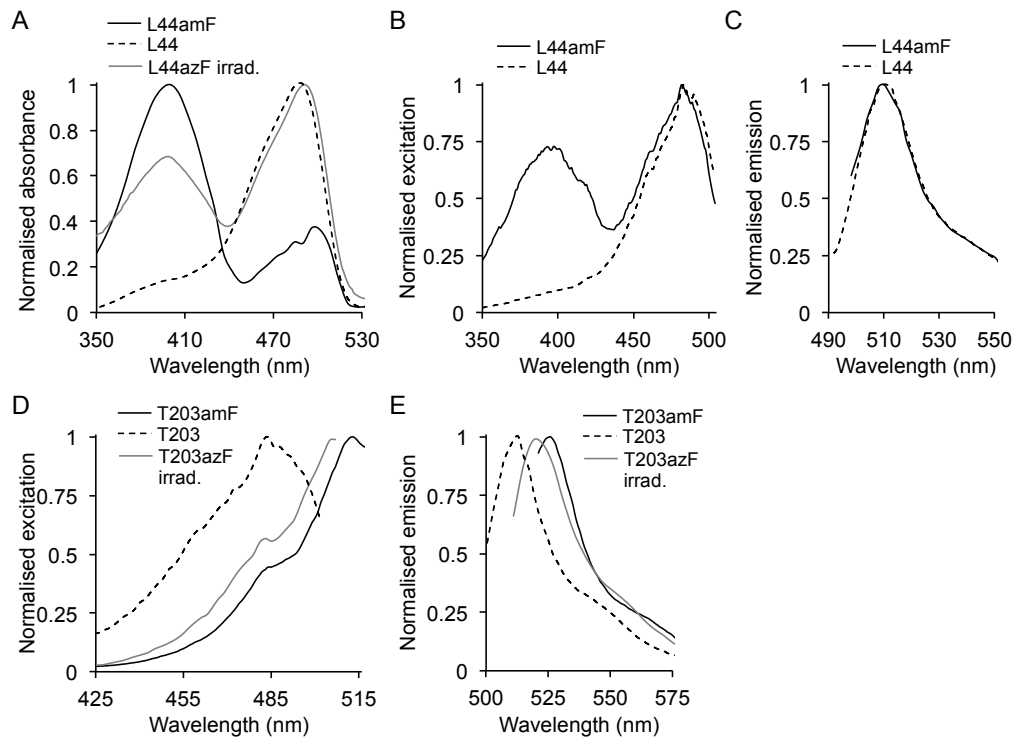 A
L44amF
L44
L44azF irrad.
Normalised absorbance
1
0.8
0.6
0.4
0.2
0
350
410
470
530
Wavelength (nm)
B
L44amF
L44
Normalised excitation
1
0.75
0.5
0.25
0
350
400
450
500
Wavelength (nm)
C
L44amF
L44
Normalised emission
1
0.75
0.5
0.25
0
490
510
530
550
Wavelength (nm)
D
T203amF
T203
T203azF
irrad.
Normalised excitation
1
0.75
0.5
0.25
0
425
455
485
515
Wavelength (nm)
E
T203amF
T203
T203azF
irrad.
Normalised emission
1
0.75
0.5
0.25
0
500
525
550
575
Wavelength (nm)